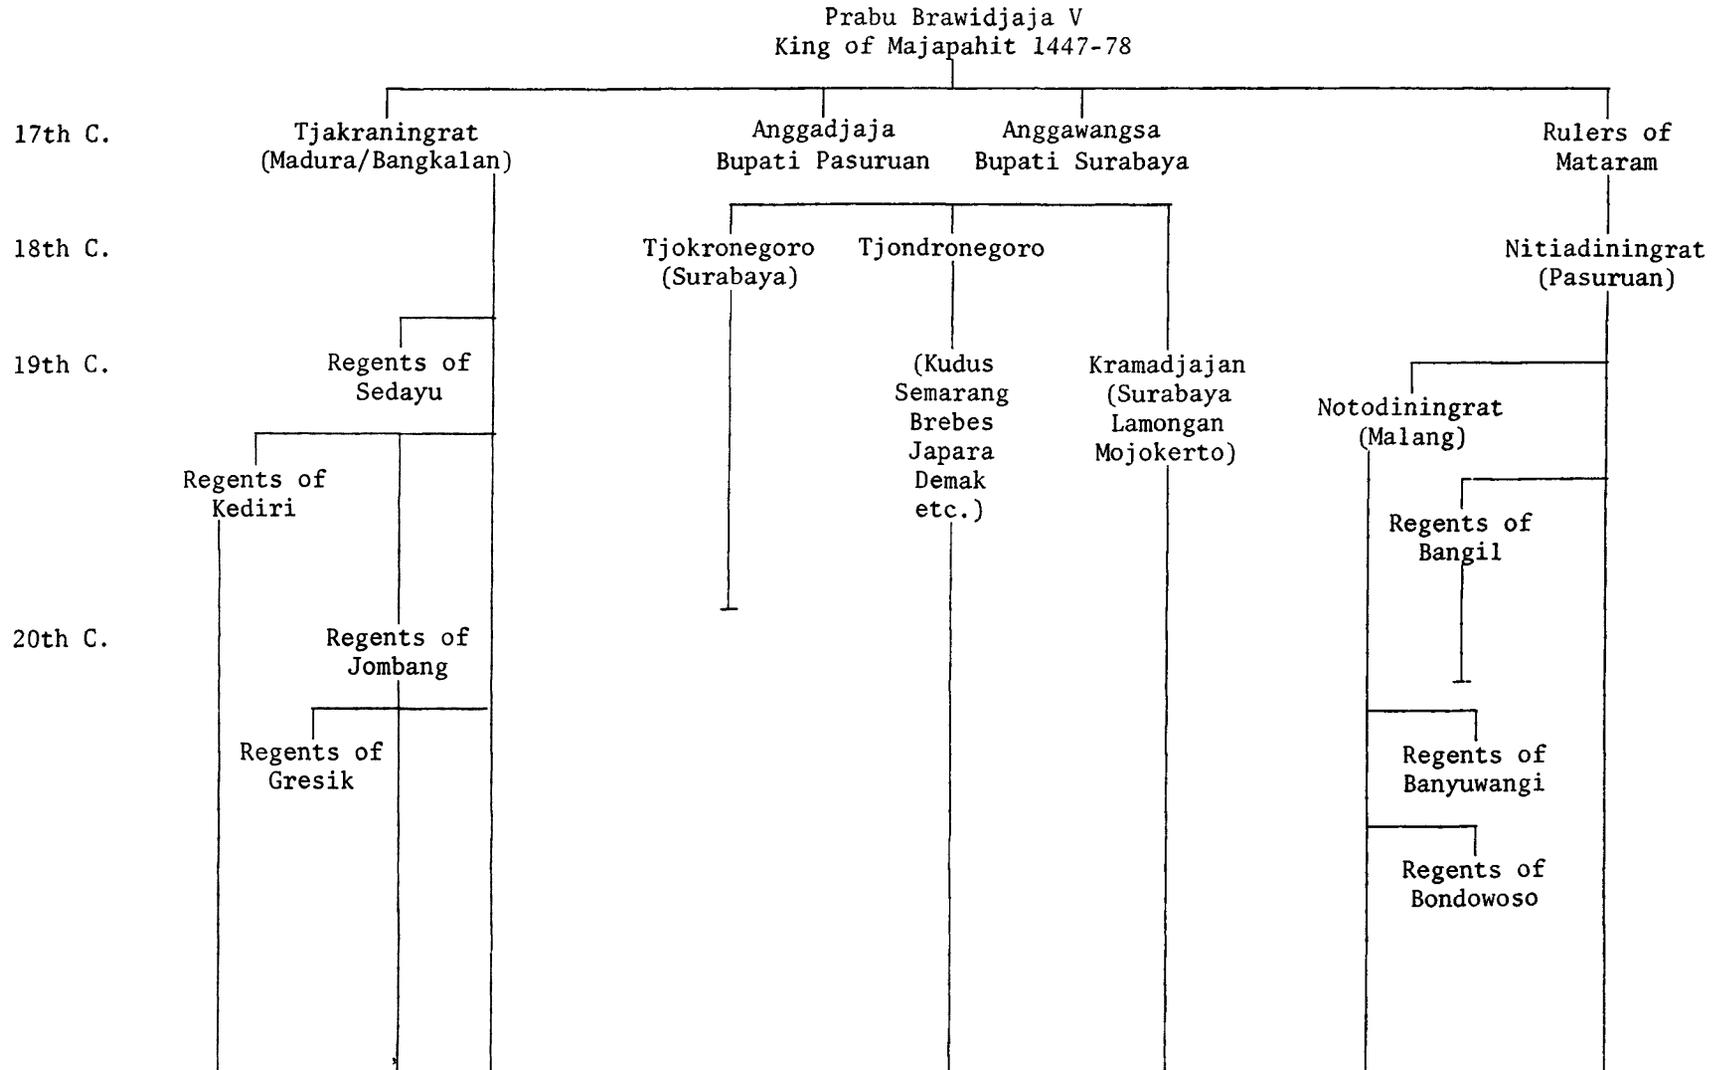 Prabu Brawidjaja V
King of Majapahit 1447-78
17th C.
Tjakraningrat
(Madura/Bangkalan)
Anggadjaja
Bupati Pasuruan
Anggawangsa
Bupati Surabaya
Rulers of
Mataram
18th C.
Tjokronegoro
(Surabaya)
Tjondronegoro
Nitiadiningrat
(Pasuruan)
19th C.
Regents of
Sedayu
(Kudus
Semarang
Brebes
Japara
Demak
etc.)
Kramadjajan
(Surabaya
Lamongan
Mojokerto)
Notodiningrat
(Malang)
Regents of
Kediri
Regents of
Bangil
20th C.
Regents of
Jombang
Regents of
Gresik
Regents of
Banyuwangi
Regents of
Bondowoso